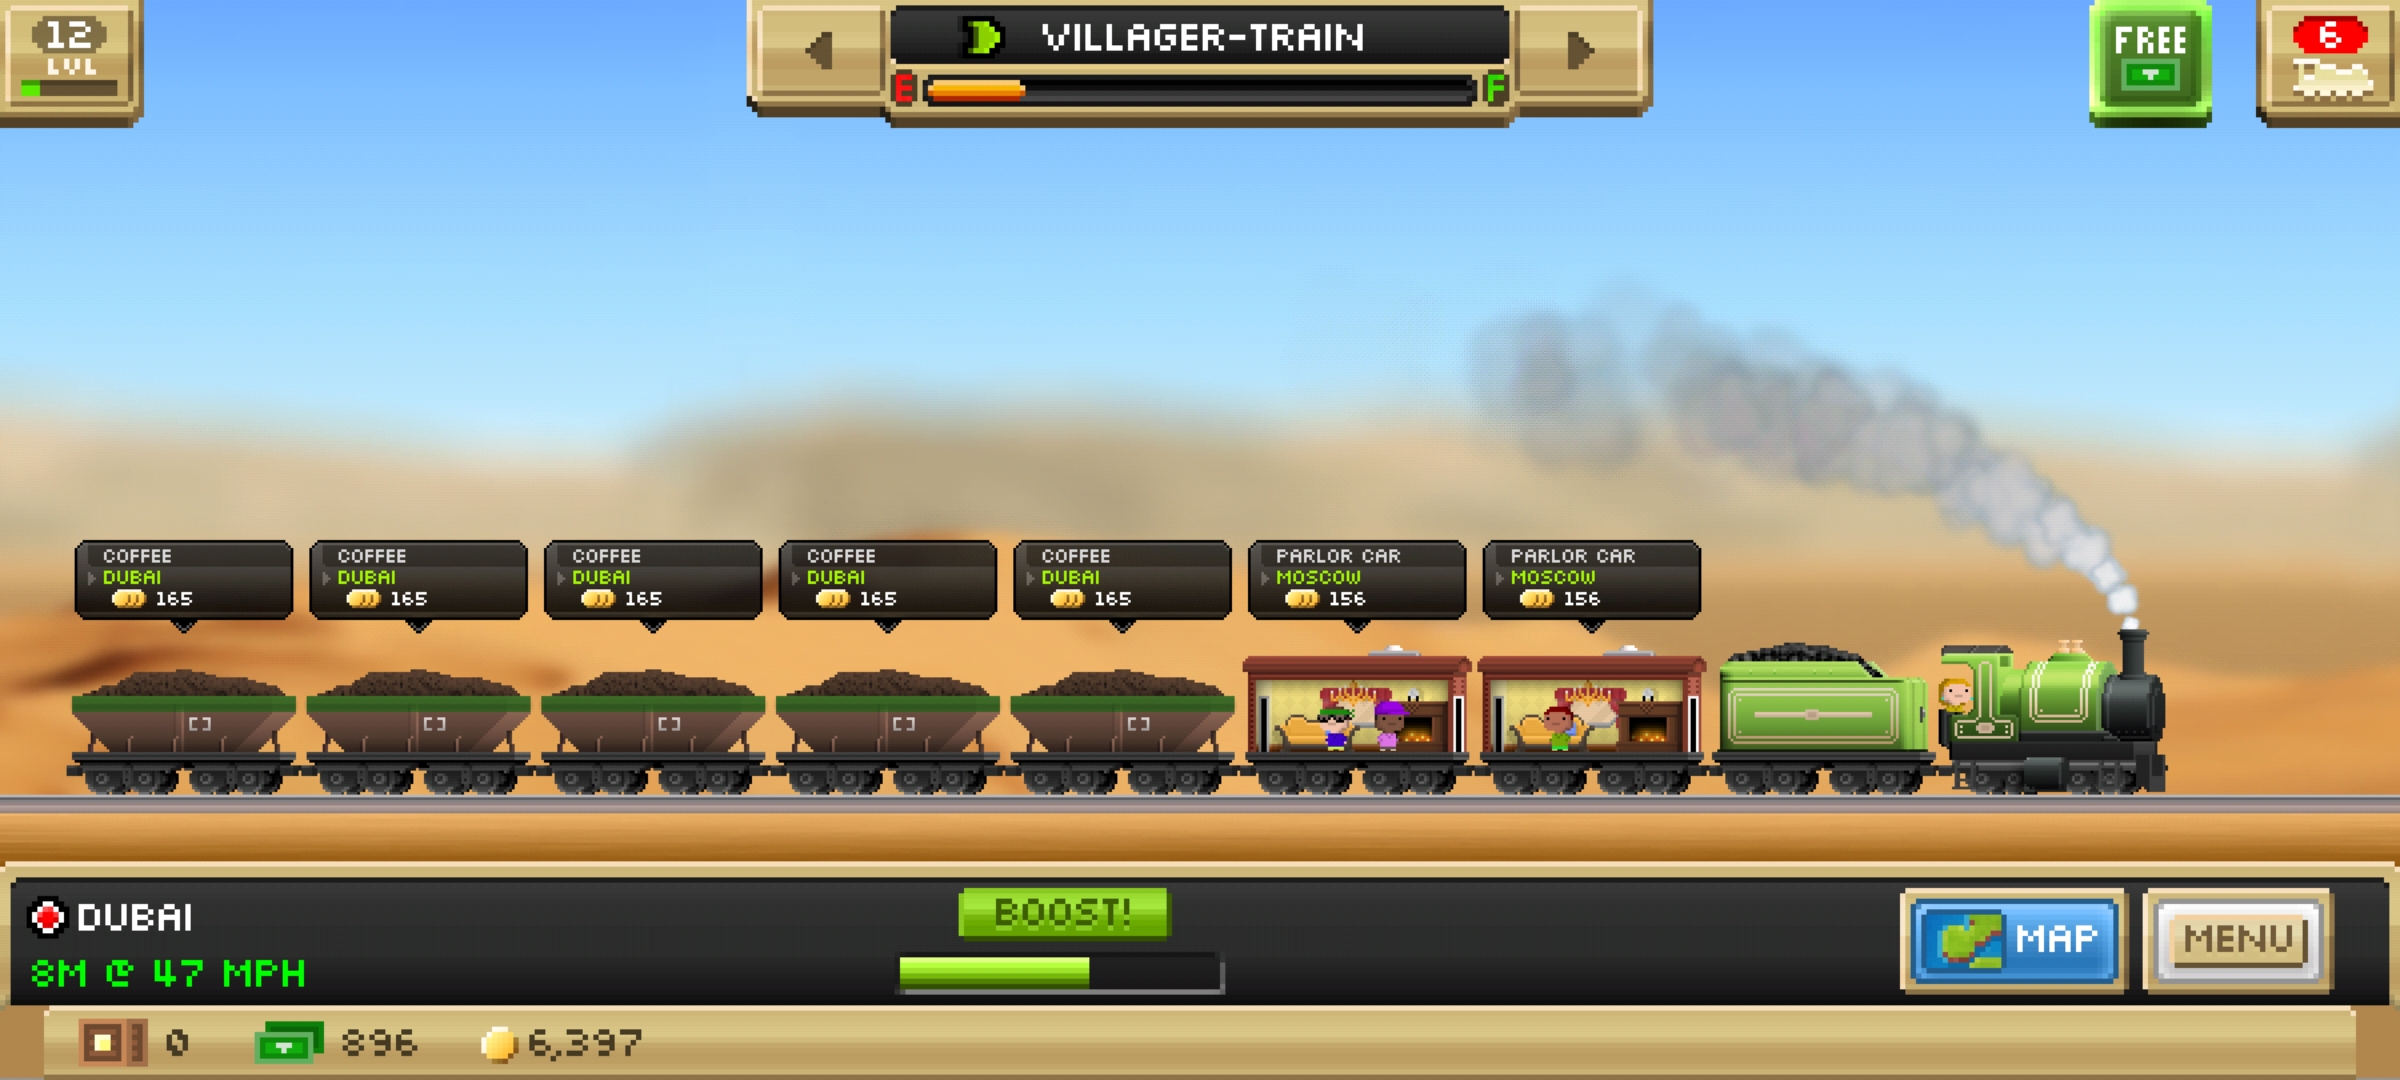 12
LVL
VILLAGER-TRAIN
E F
FREE
6
COFFEE
DUBAI
165
COFFEE
DUBAI
165
COFFEE
DUBAI
165
COFFEE
DUBAI
165
COFFEE
DUBAI
165
PARLOR CAR
MOSCOW
156
PARLOR CAR
MOSCOW
156
DUBAI
8M @ 47 MPH
BOOST!
MAP
MENU
0 896 6,397